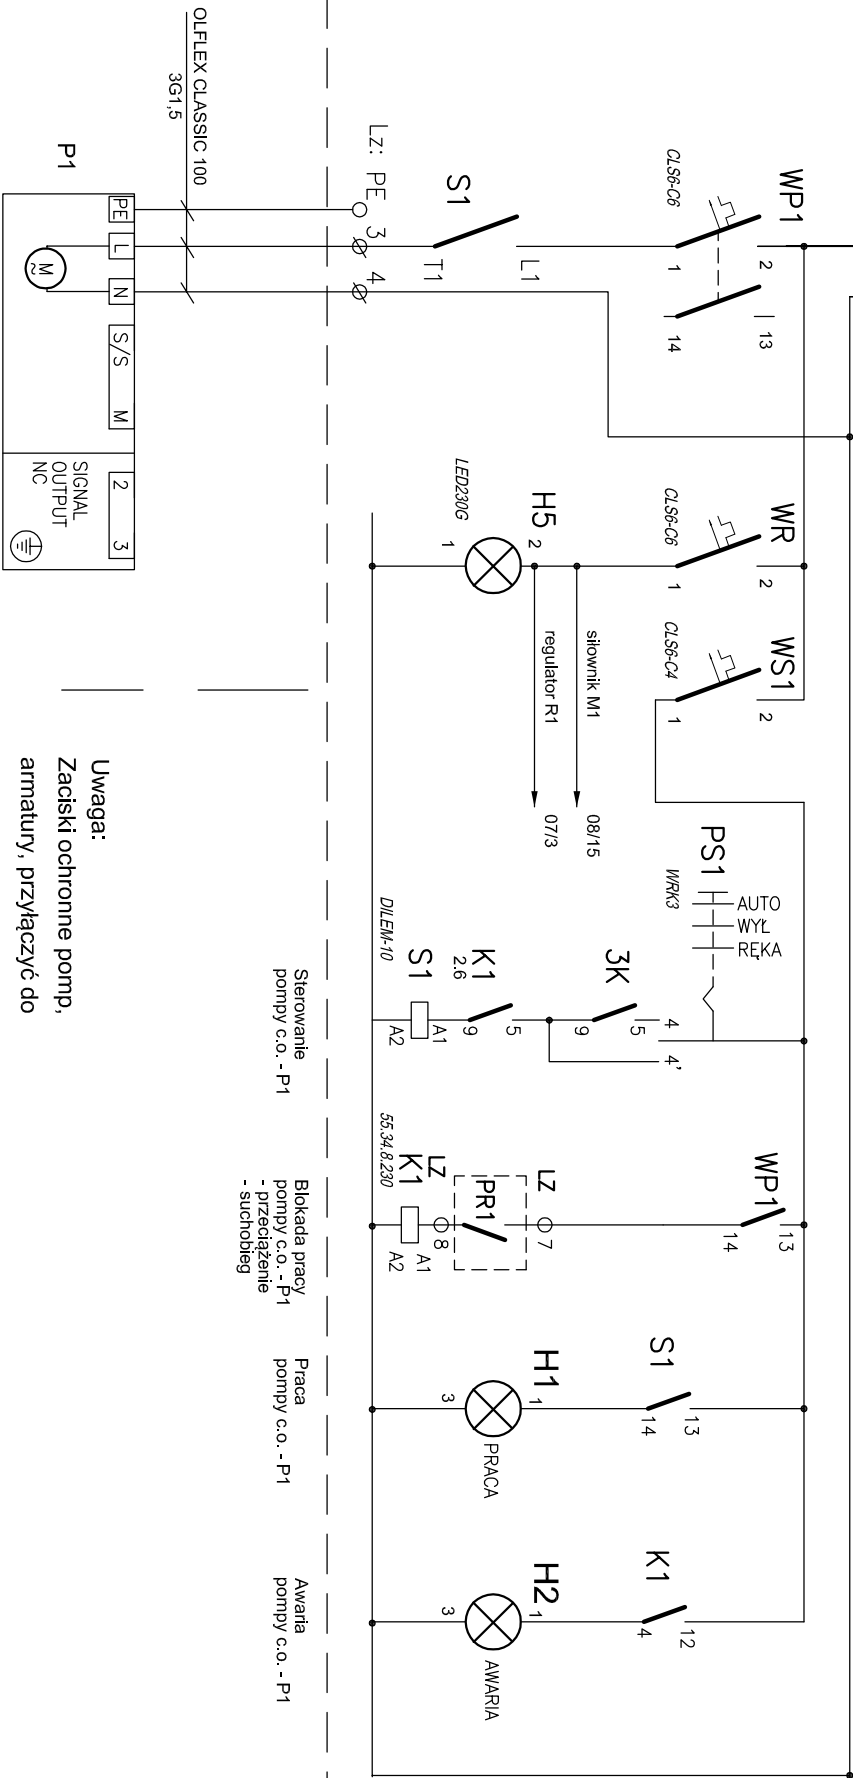 WP1
CLS6-C6
2
1
13
14
S1
L1
T1
Lz: PE
3
4
OLFLEX CLASSIC 100
3G1,5
P1
PE
L
N
S/S
M
2
3
M
~
SIGNAL
OUTPUT
NC
WR
CLS6-C6
2
1
H5
2
LED230G
1
siłownik M1
08/15
regulator R1
07/3
WS1
CLS6-C4
2
1
PS1
WRK3
AUTO
WYŁ
RĘKA
4
4'
3K
5
9
K1
2.6
5
9
S1
A1
A2
DILEM-10
Sterowanie
pompy c.o. - P1
WP1
13
14
LZ
7
PR1
LZ
8
K1
A1
A2
55.34.8.230
Blokada pracy
pompy c.o. - P1
- przeciążenie
- suchobieg
S1
13
14
H1
1
3
PRACA
Praca
pompy c.o. - P1
K1
12
4
H2
1
3
AWARIA
Awaria
pompy c.o. - P1
Uwaga:
Zaciski ochronne pomp,
armatury, przyłączyć do